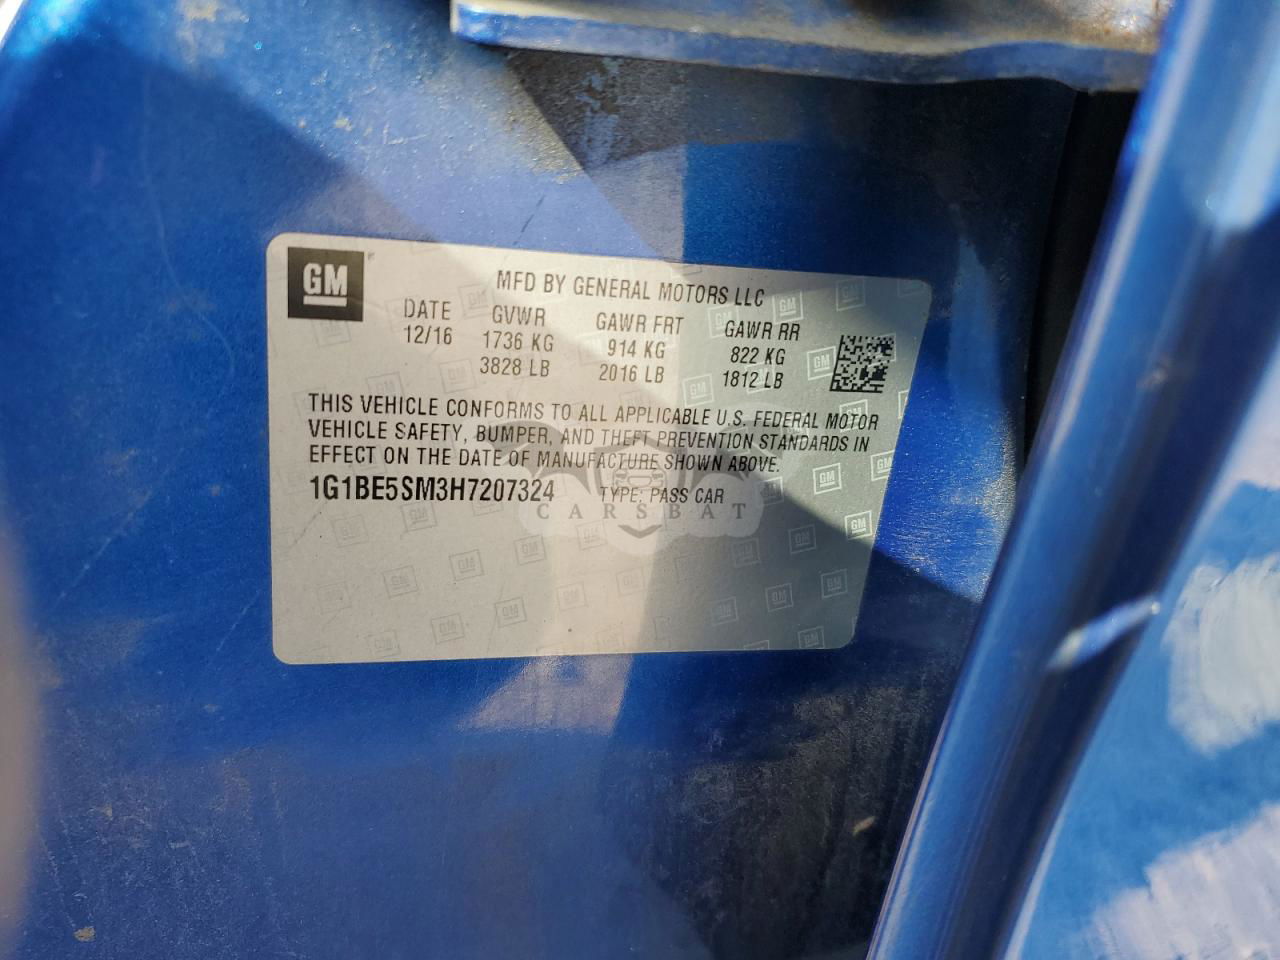 GM
MFD BY GENERAL MOTORS LLC
DATE GVWR GAWR FRT GAWR RR
12/16 1736 KG 914 KG 822 KG
3828 LB 2016 LB 1812 LB
THIS VEHICLE CONFORMS TO ALL APPLICABLE U.S. FEDERAL MOTOR
VEHICLE SAFETY, BUMPER, AND THEFT PREVENTION STANDARDS IN
EFFECT ON THE DATE OF MANUFACTURE SHOWN ABOVE.
1G1BE5SM3H7207324 TYPE: PASS CAR
CARSBAT